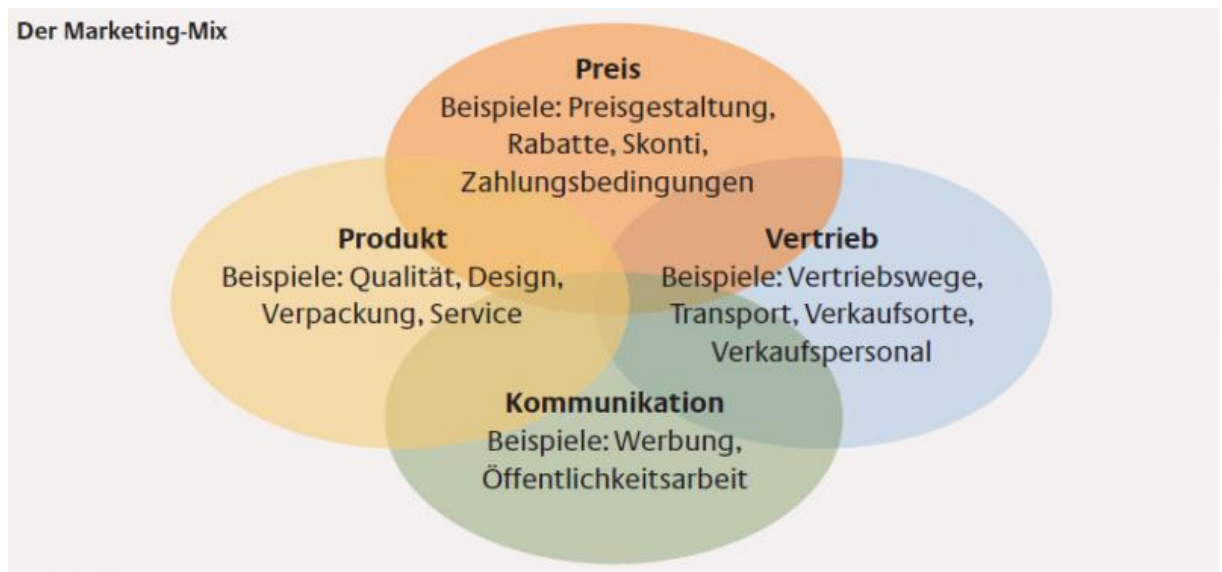 Der Marketing-Mix
Preis
Beispiele: Preisgestaltung,
Rabatte, Skonti,
Zahlungsbedingungen
Produkt
Beispiele: Qualität, Design,
Verpackung, Service
Vertrieb
Beispiele: Vertriebswege,
Transport, Verkaufsorte,
Verkaufspersonal
Kommunikation
Beispiele: Werbung,
Öffentlichkeitsarbeit